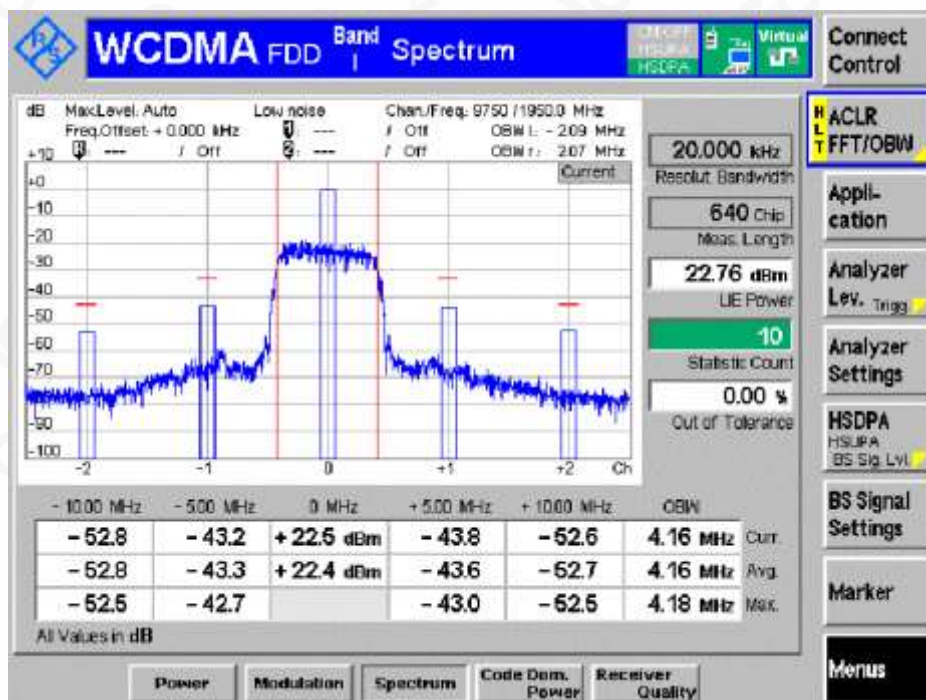 WCDMA FDD Band I Spectrum
HSDPA
Virtual
Connect Control
dB Max.Level: Auto Low noise Chan./Freq.: 9750 / 1950.0 MHz
Freq.Offset: + 0.000 kHz 1: --- / Off OBW l: - 2.09 MHz
--- / Off 2: --- / Off OBW r: 2.07 MHz
Current
+10
+0
-10
-20
-30
-40
-50
-60
-70
-90
-100
-2 -1 0 +1 +2 Ch
20.000 kHz
Resolut. Bandwidth
640 Chip
Meas. Length
22.76 dBm
UE Power
10
Statistic Count
0.00 %
Out of Tolerance
- 10.00 MHz - 5.00 MHz 0 MHz + 5.00 MHz + 10.00 MHz OBW
- 52.8 - 43.2 + 22.5 dBm - 43.8 - 52.6 4.16 MHz Curr.
- 52.8 - 43.3 + 22.4 dBm - 43.6 - 52.7 4.16 MHz Avg.
- 52.5 - 42.7 - 43.0 - 52.5 4.18 MHz Max.
All Values in dB
HLT
ACLR
FFT/OBW
Appli-
cation
Analyzer
Lev. Trigg
Analyzer
Settings
HSDPA
HSUPA
BS Sig. Lvl.
BS Signal
Settings
Marker
Menus
Power Modulation Spectrum Code Dom. Power Receiver Quality